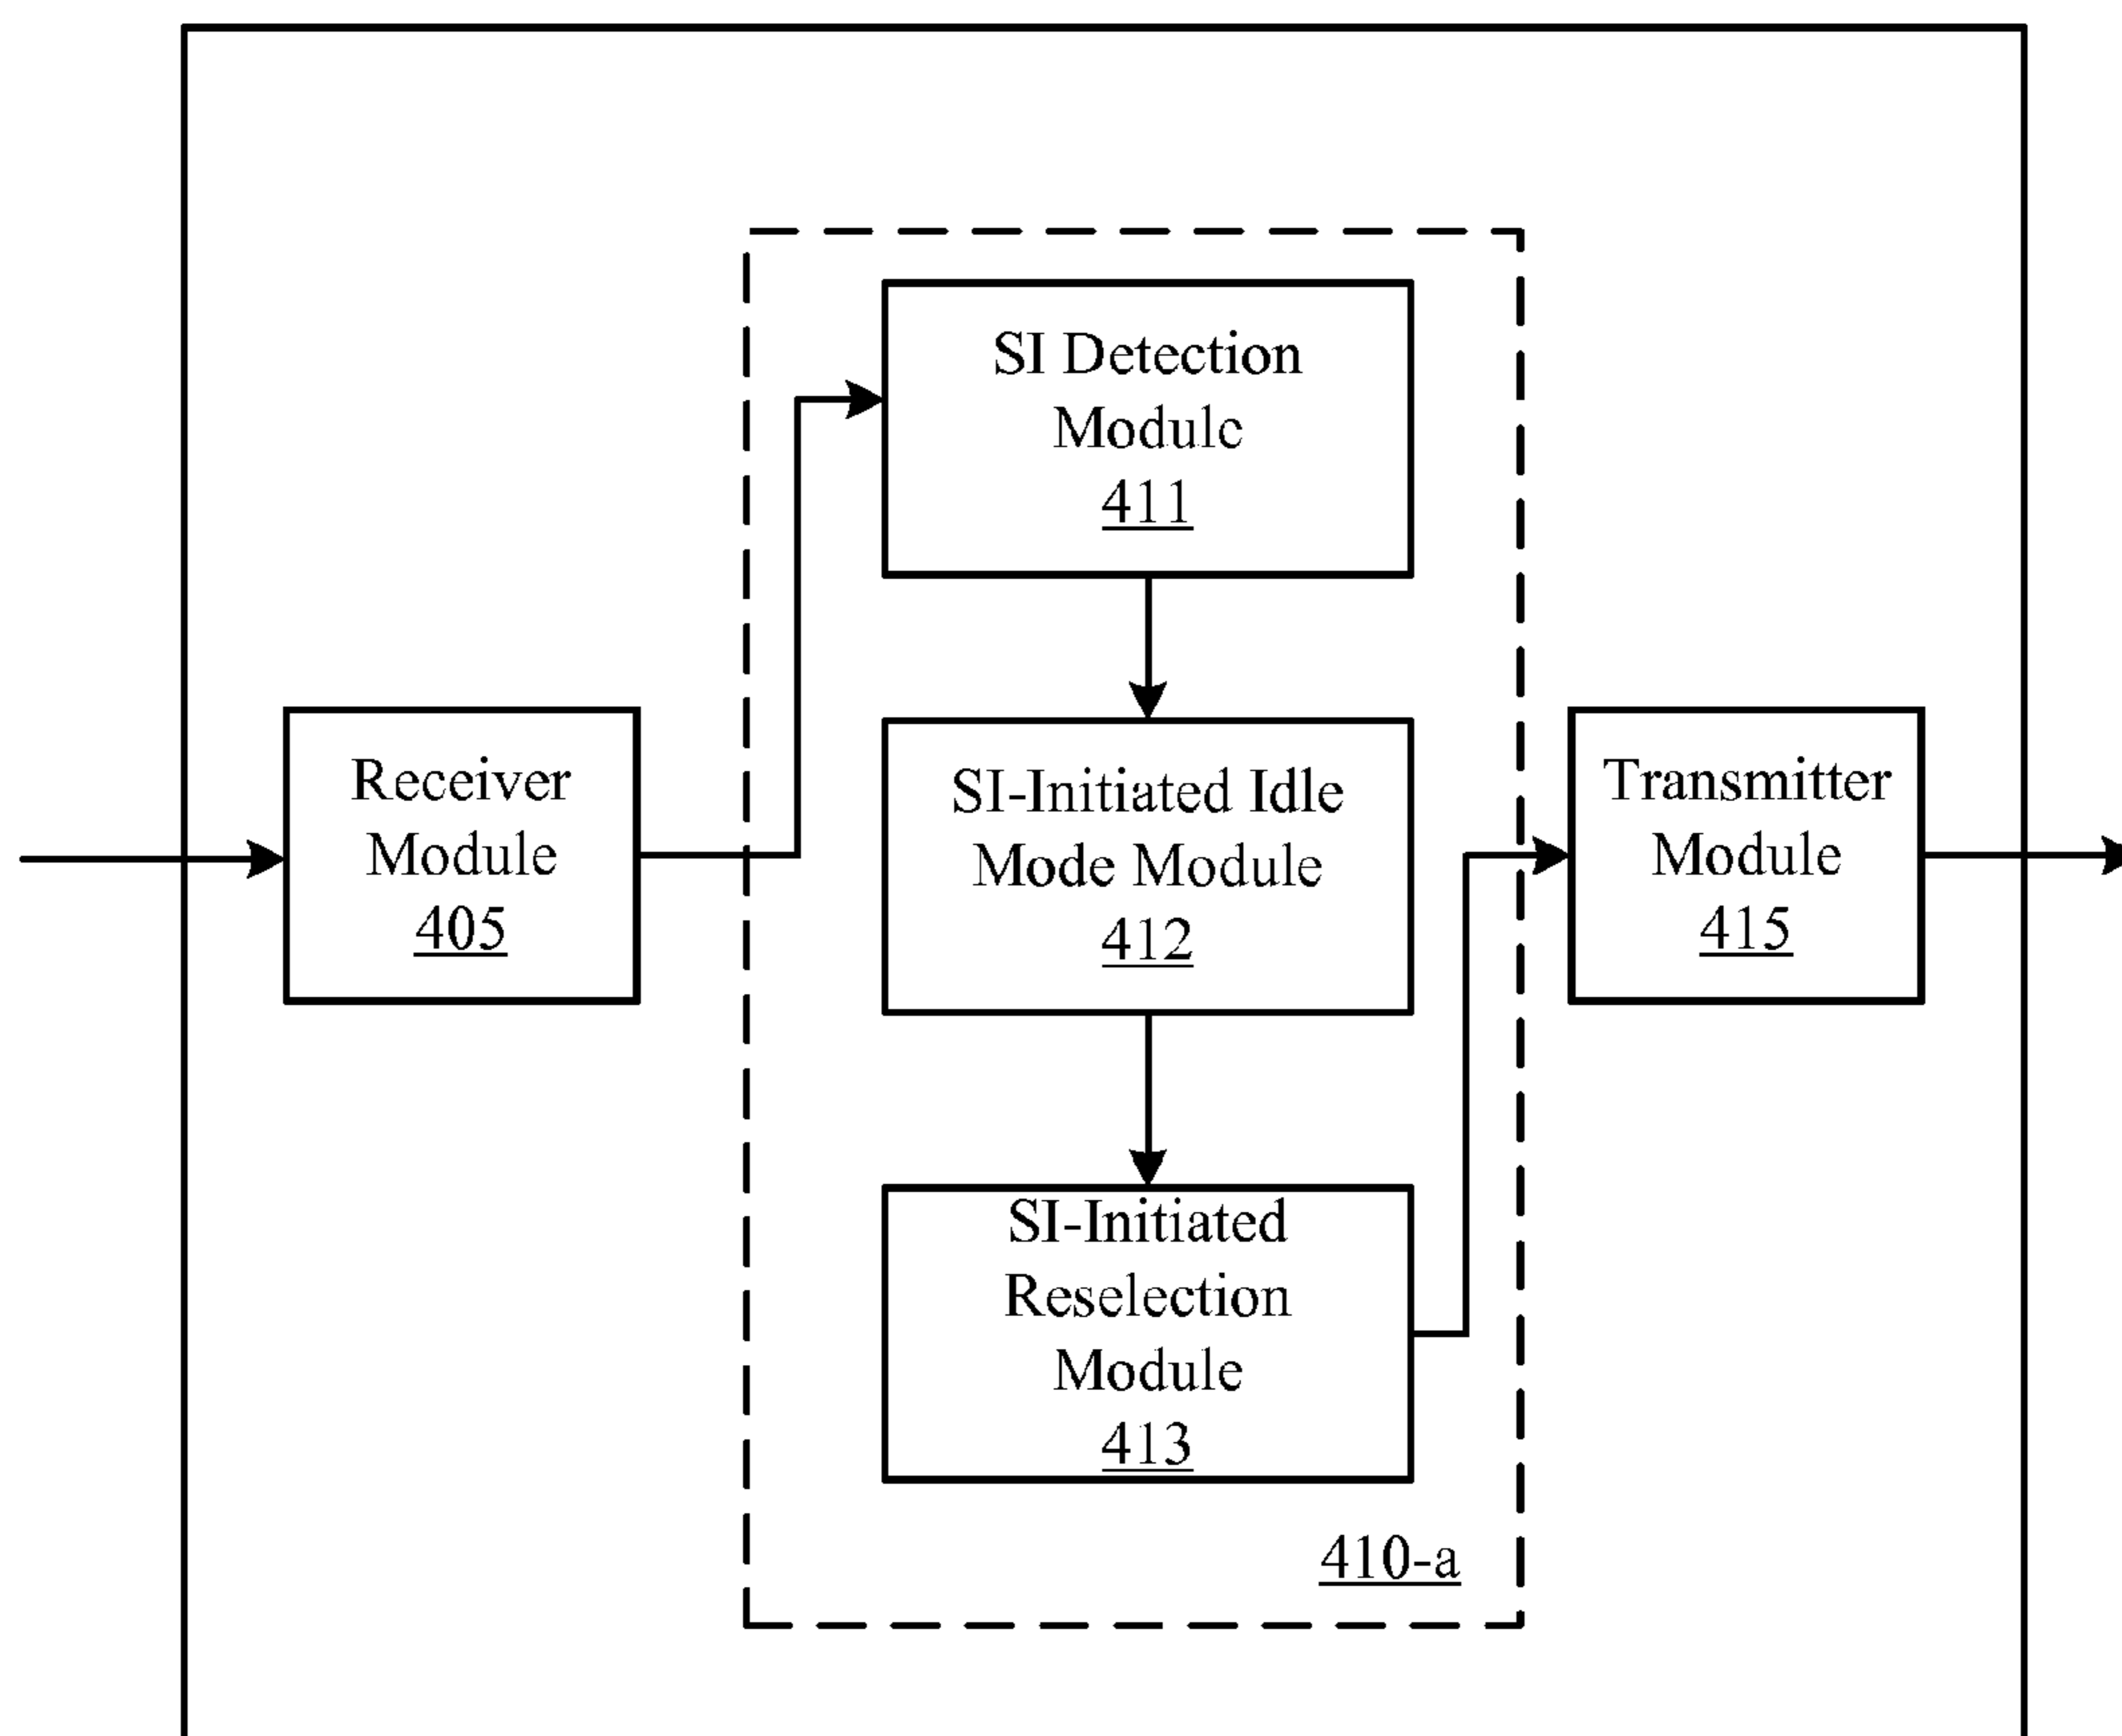 SI Detection
Module
411
Receiver
Module
405
SI-Initiated Idle
Mode Module
412
Transmitter
Module
415
SI-Initiated
Reselection
Module
413
410-a